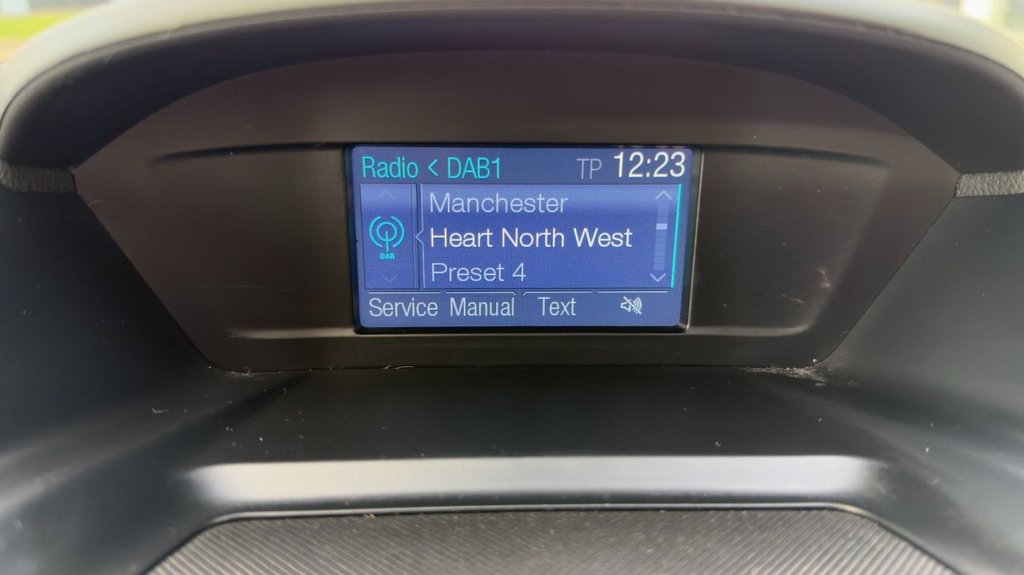 Radio < DAB1 TP 12:23
Manchester
Heart North West
DAB
Preset 4
Service Manual Text